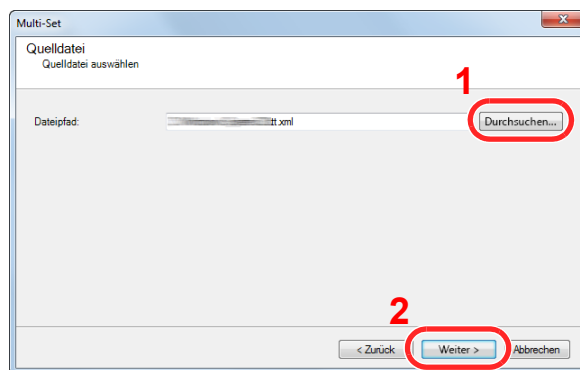 Multi-Set
Quelldatei
Quelldatei auswählen
1
Dateipfad: tt.xml Durchsuchen...
2
< Zurück Weiter > Abbrechen